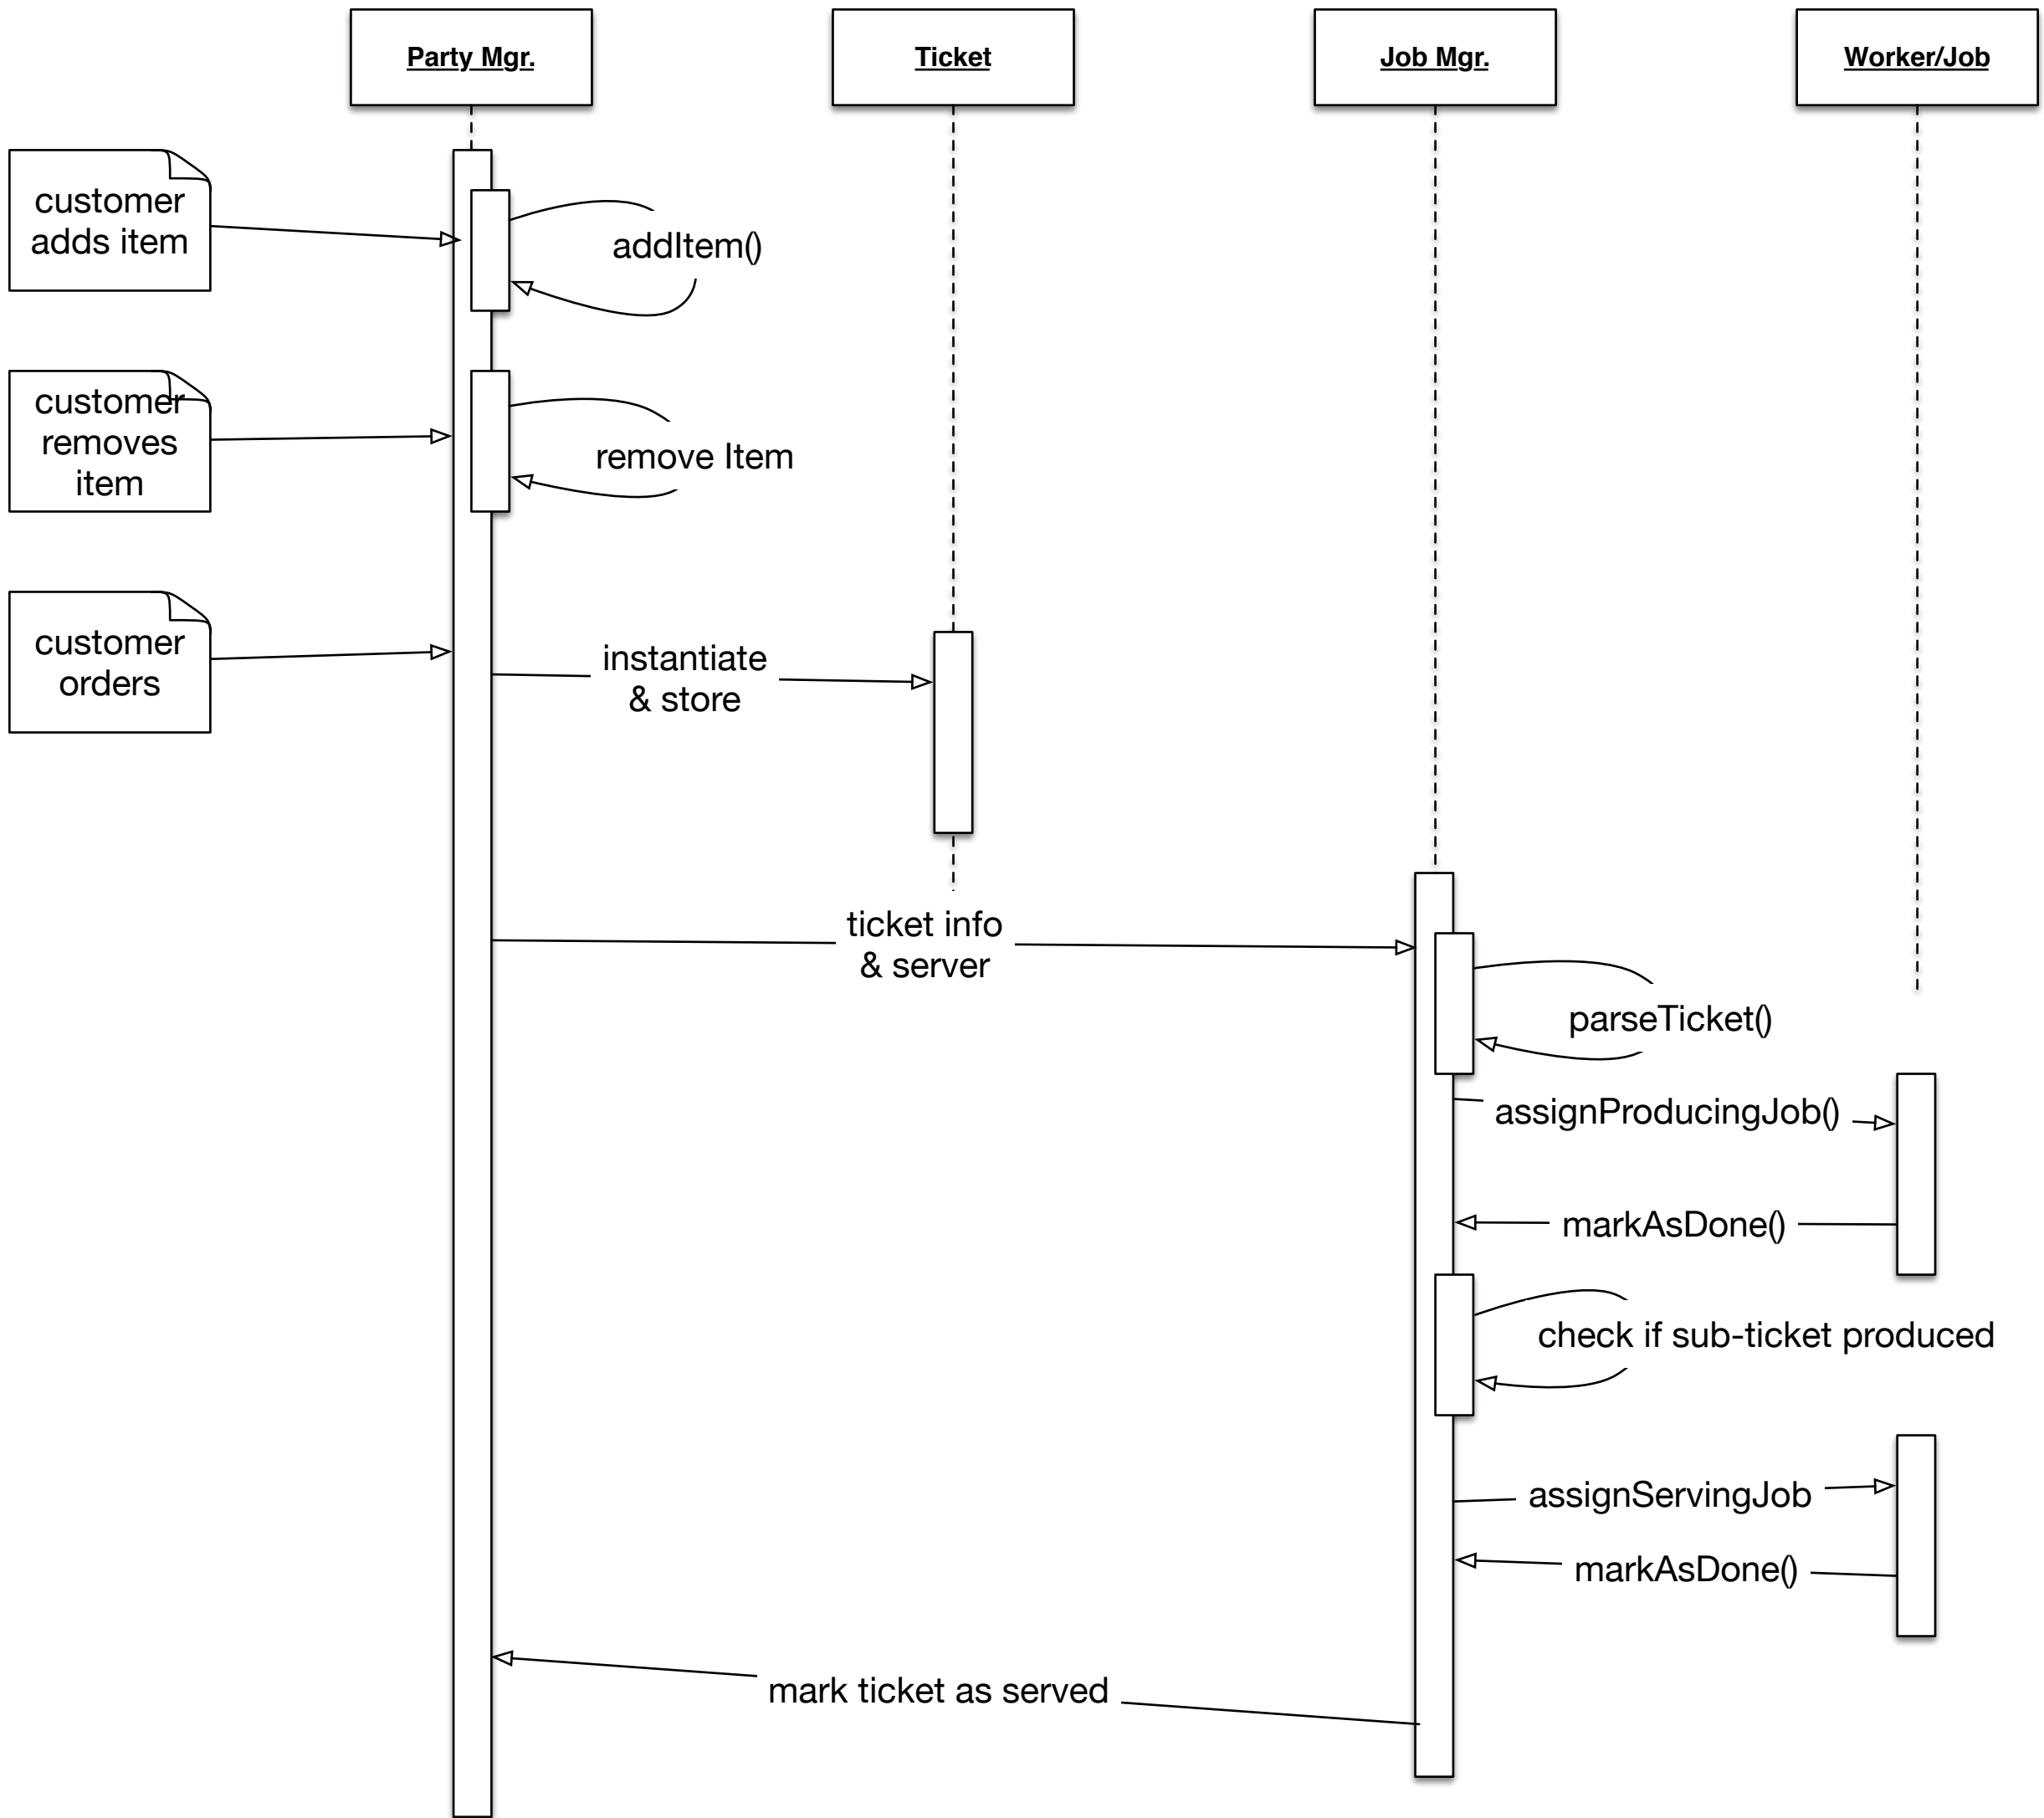 Party Mgr.
Ticket
Job Mgr.
Worker/Job
customer
adds item
addItem()
customer
removes
item
remove Item
customer
orders
instantiate
& store
ticket info
& server
parseTicket()
assignProducingJob()
markAsDone()
check if sub-ticket produced
assignServingJob
markAsDone()
mark ticket as served